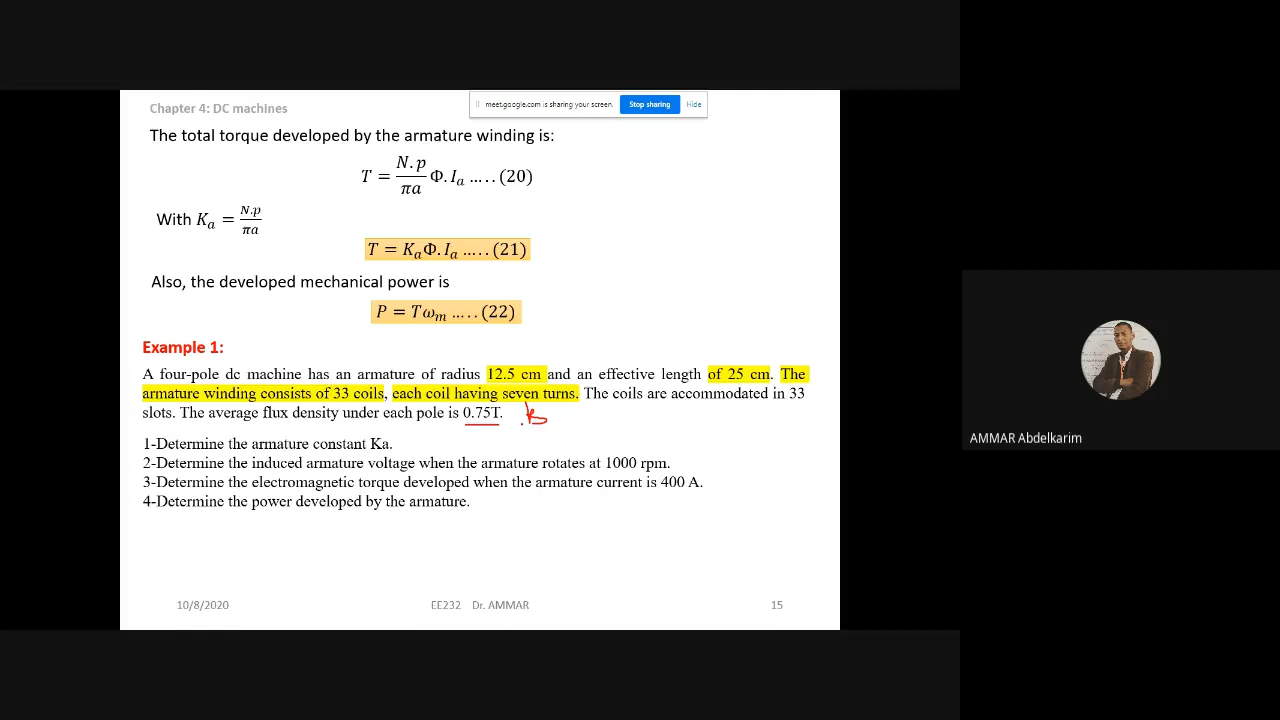 Chapter 4: DC machines
meet.google.com is sharing your screen. Stop sharing Hide
The total torque developed by the armature winding is:
T = N.p/πa Φ.Iₐ ….. (20)
With Kₐ = N.p/πa
T = KₐΦ.Iₐ ….. (21)
Also, the developed mechanical power is
P = Tωₘ ….. (22)
Example 1:
A four-pole dc machine has an armature of radius 12.5 cm and an effective length of 25 cm. The
armature winding consists of 33 coils, each coil having seven turns. The coils are accommodated in 33
slots. The average flux density under each pole is 0.75T. B
1-Determine the armature constant Ka.
2-Determine the induced armature voltage when the armature rotates at 1000 rpm.
3-Determine the electromagnetic torque developed when the armature current is 400 A.
4-Determine the power developed by the armature.
10/8/2020 EE232 Dr. AMMAR 15
AMMAR Abdelkarim